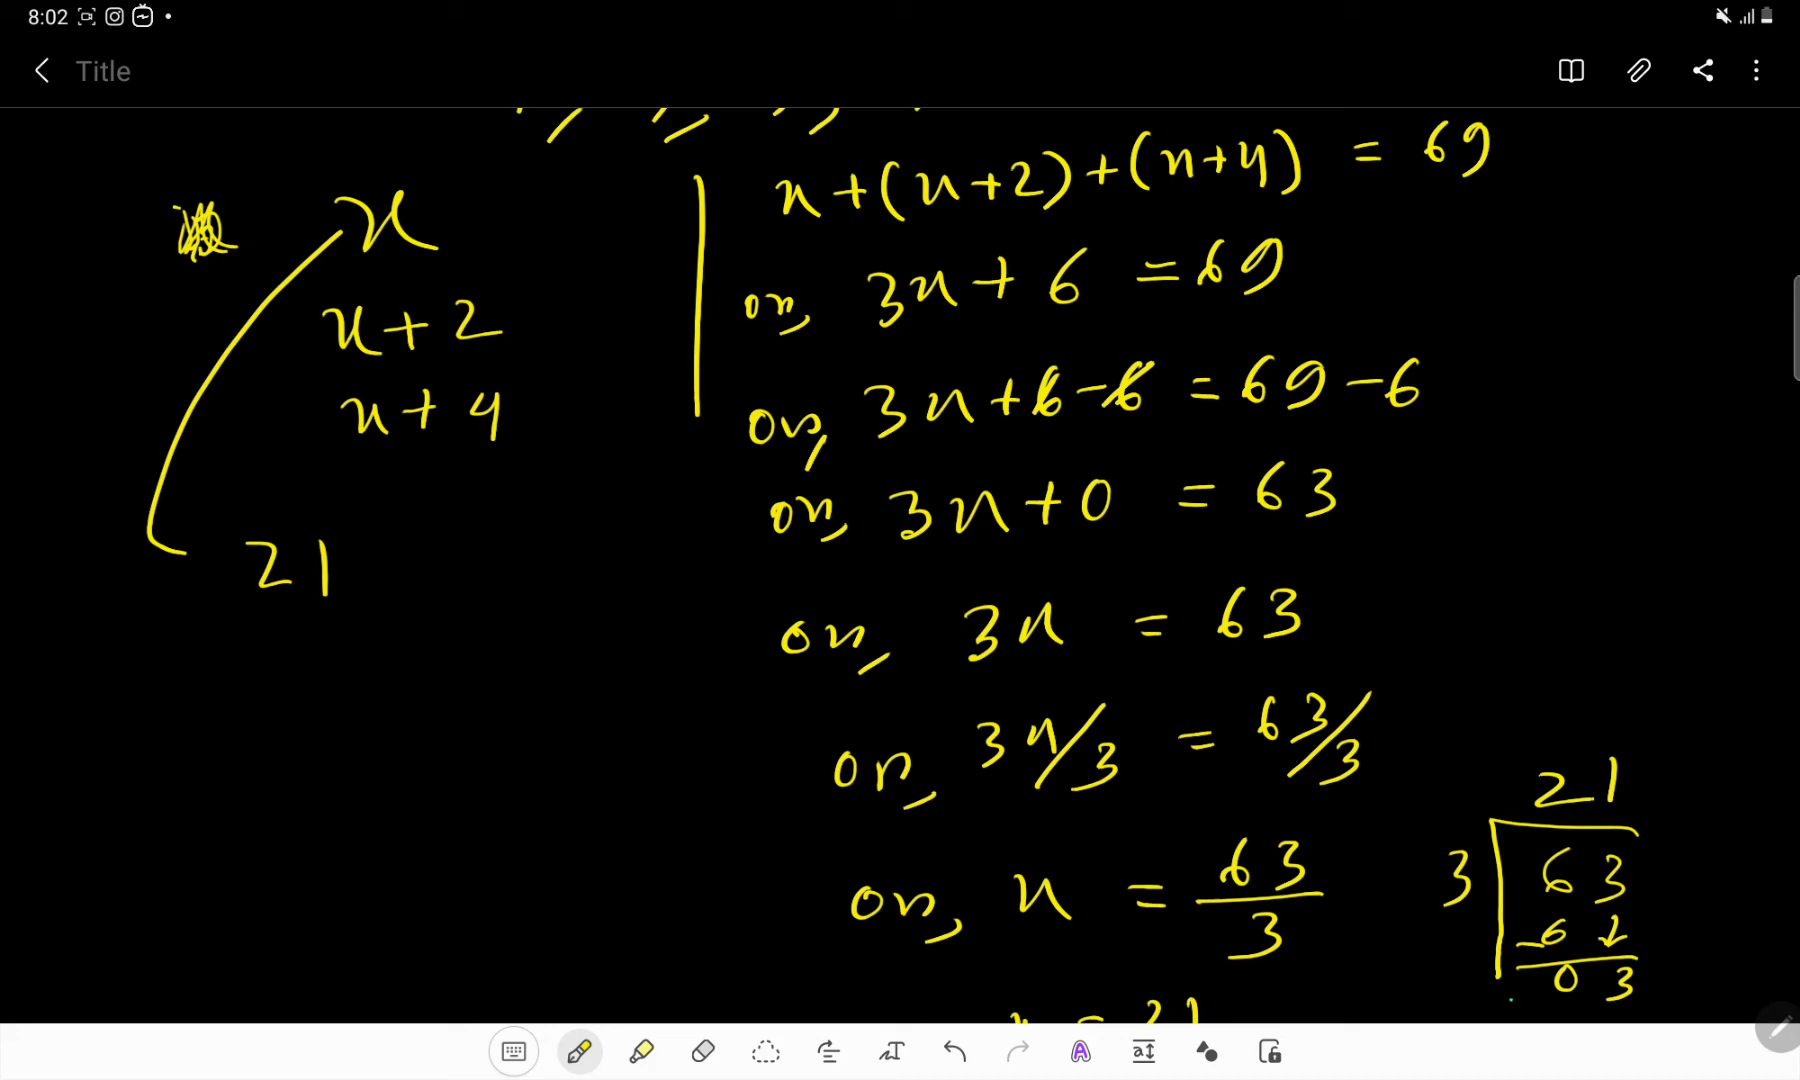 8:02
Title
x
x+2
x+4
21
x+(x+2)+(x+4) = 69
or, 3x+6 = 69
or, 3x+6-6 = 69-6
or, 3x+0 = 63
or, 3x = 63
or, 3x/3 = 63/3
or, x = 63/3
x = 21
21
3 63
-6↓
03